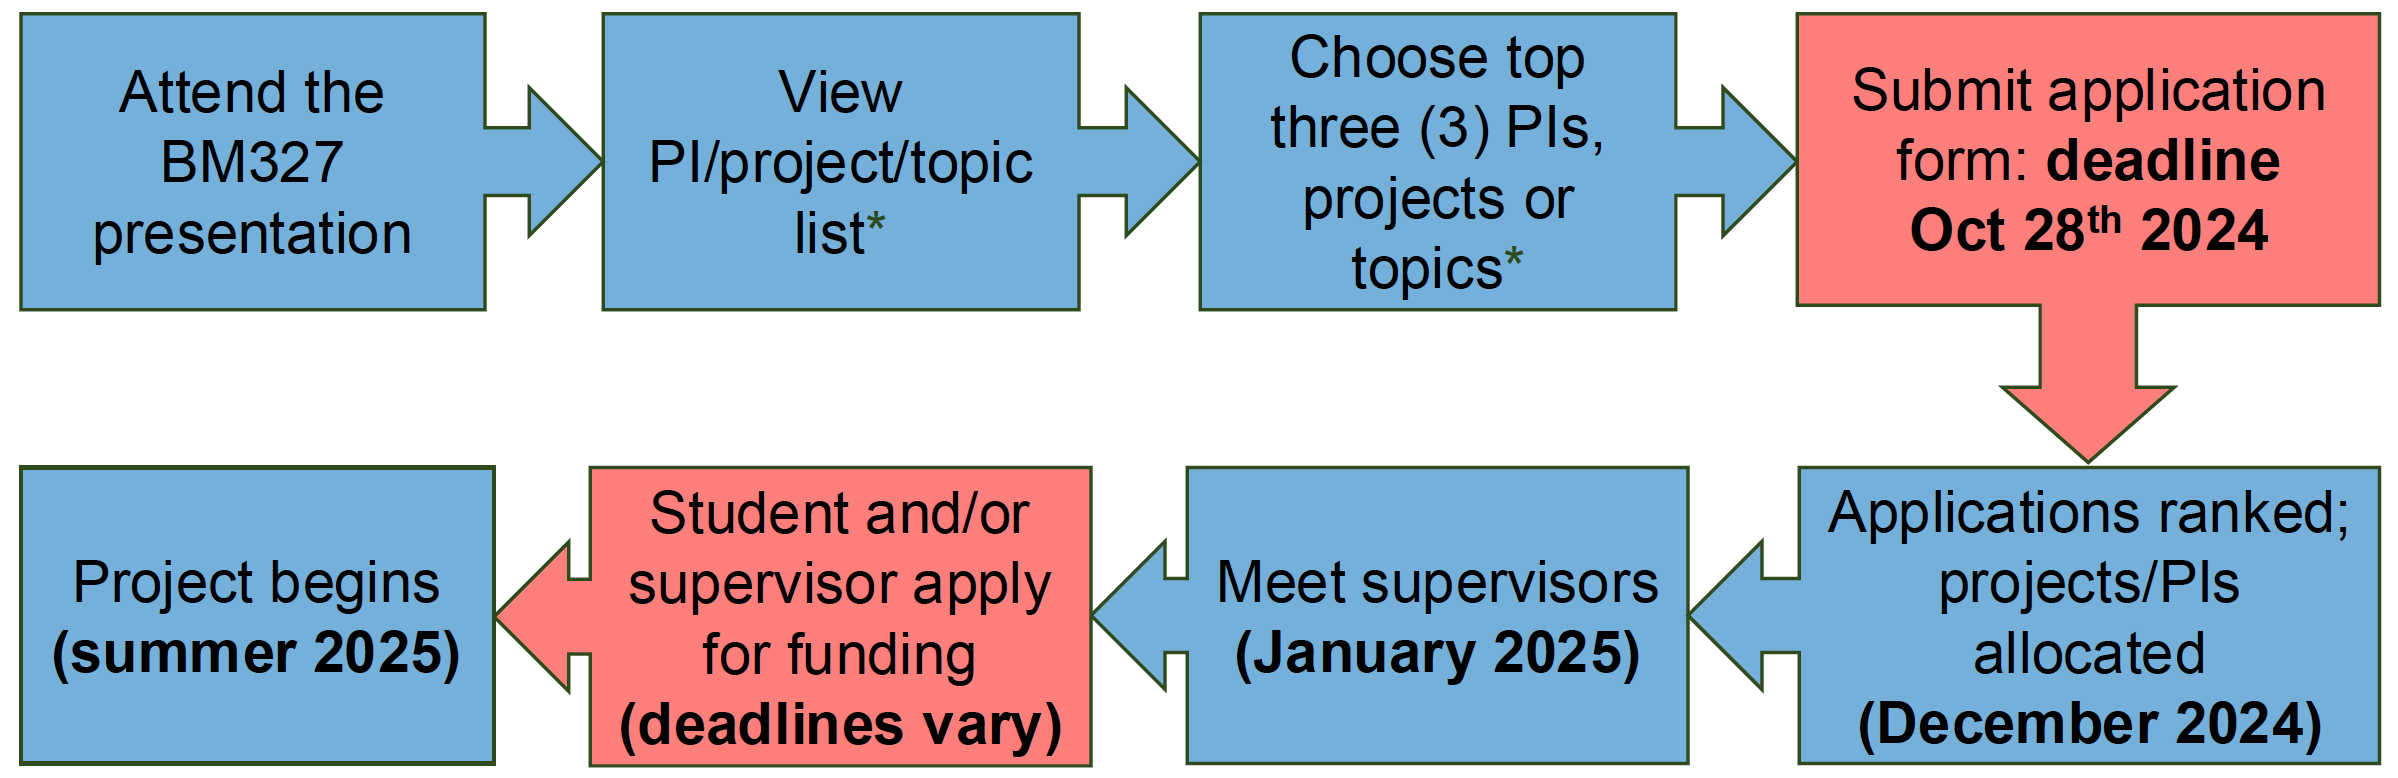 Attend the
BM327
presentation
View
PI/project/topic
list*
Choose top
three (3) PIs,
projects or
topics*
Submit application
form: deadline
Oct 28th 2024
Applications ranked;
projects/PIs
allocated
(December 2024)
Meet supervisors
(January 2025)
Student and/or
supervisor apply
for funding
(deadlines vary)
Project begins
(summer 2025)